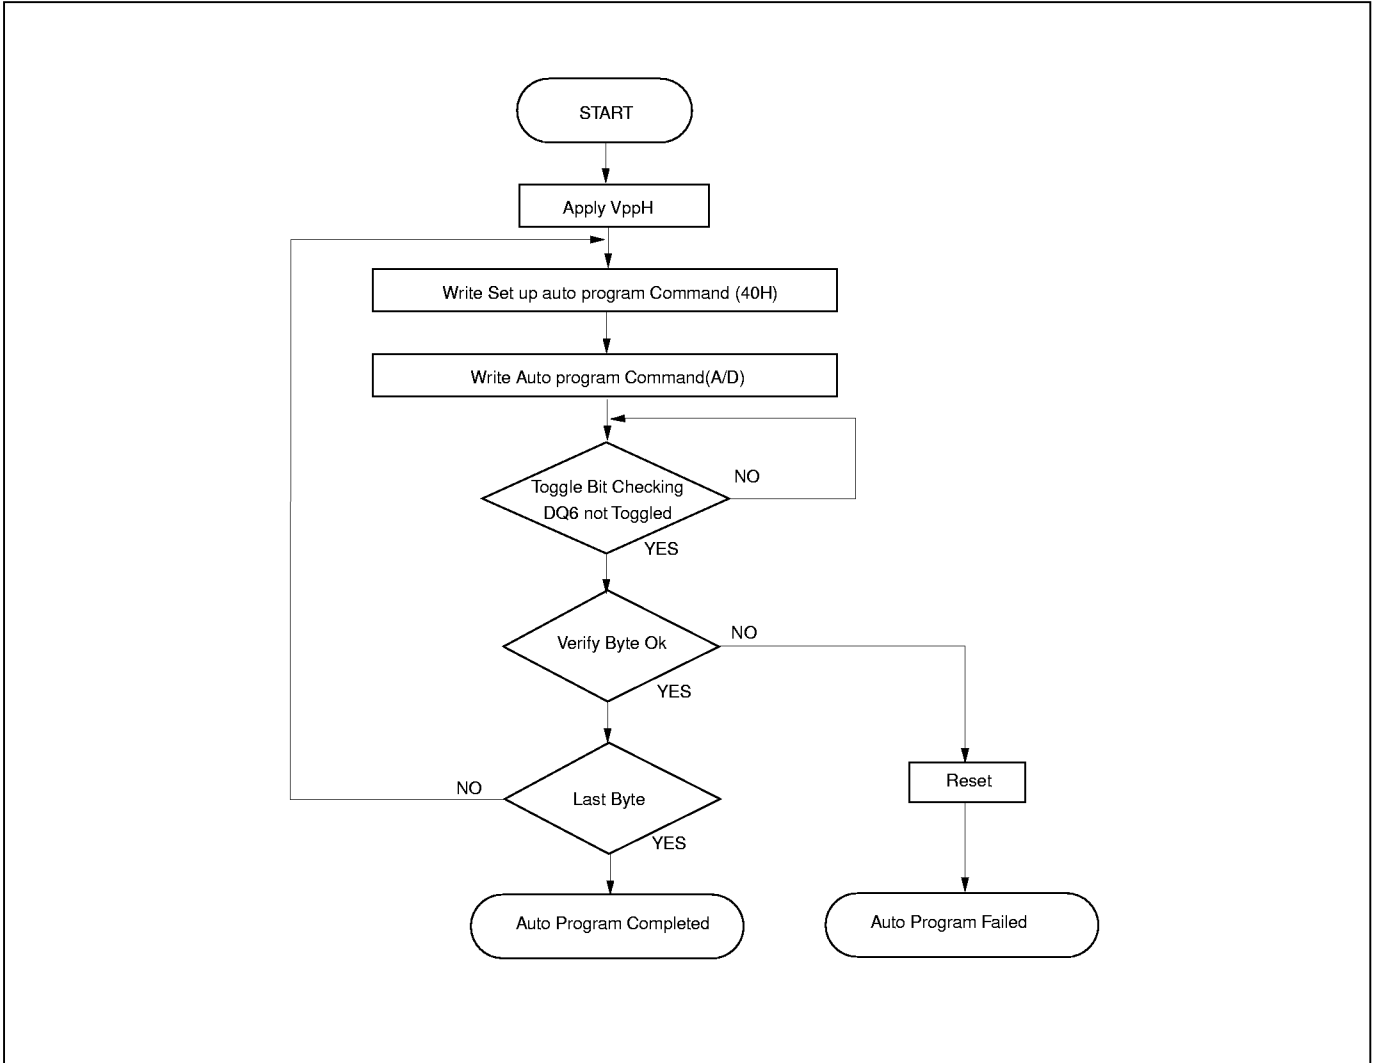 START
Apply VppH
Write Set up auto program Command (40H)
Write Auto program Command(A/D)
NO
Toggle Bit Checking
DQ6 not Toggled
YES
NO
Verify Byte Ok
YES
NO
Last Byte
Reset
YES
Auto Program Completed
Auto Program Failed